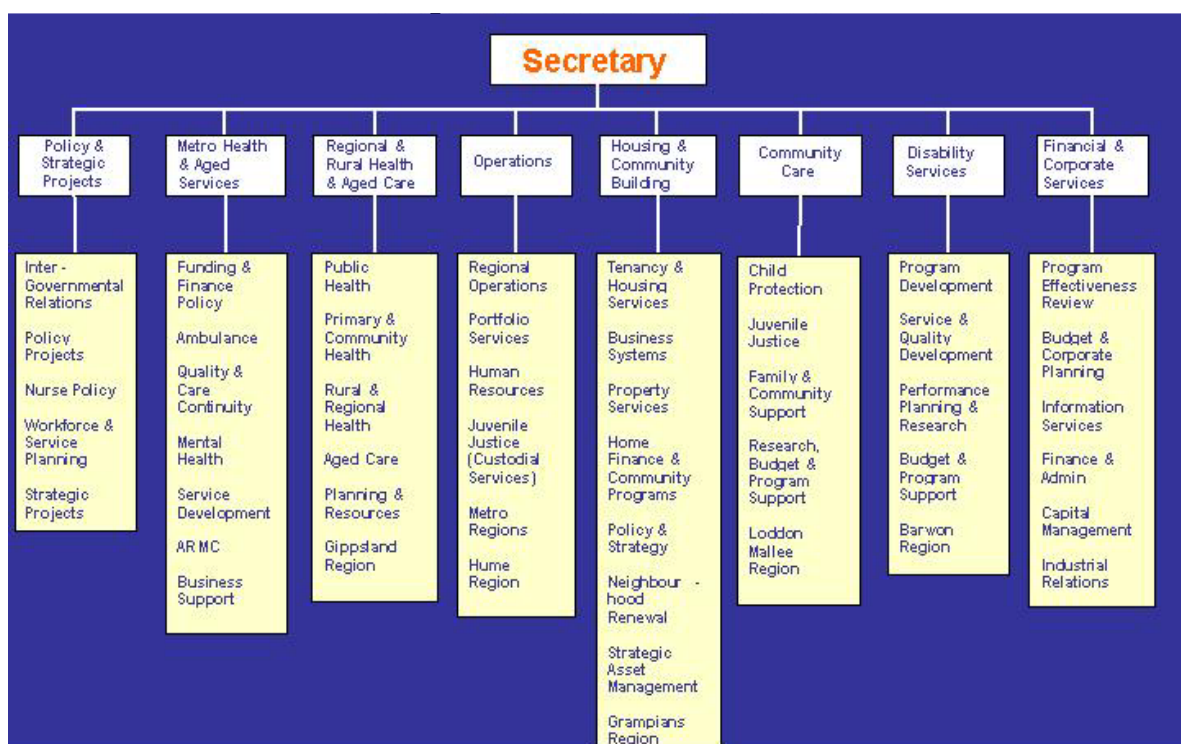 Secretary
Policy &
Strategic
Projects
Metro Health
& Aged
Services
Regional &
Rural Health
& Aged Care
Operations
Housing &
Community
Building
Community
Care
Disability
Services
Financial &
Corporate
Services
Inter -
Governmental
Relations
Policy
Projects
Nurse Policy
Workforce &
Service
Planning
Strategic
Projects
Funding &
Finance
Policy
Ambulance
Quality &
Care
Continuity
Mental
Health
Service
Development
ARMC
Business
Support
Public
Health
Primary &
Community
Health
Rural &
Regional
Health
Aged Care
Planning &
Resources
Gippsland
Region
Regional
Operations
Portfolio
Services
Human
Resources
Juvenile
Justice
(Custodial
Services)
Metro
Regions
Hume
Region
Tenancy &
Housing
Services
Business
Systems
Property
Services
Home
Finance &
Community
Programs
Policy &
Strategy
Neighbour -
hood
Renewal
Strategic
Asset
Management
Grampians
Region
Child
Protection
Juvenile
Justice
Family &
Community
Support
Research,
Budget &
Program
Support
Loddon
Mallee
Region
Program
Development
Service &
Quality
Development
Performance
Planning &
Research
Budget &
Program
Support
Barwon
Region
Program
Effectiveness
Review
Budget &
Corporate
Planning
Information
Services
Finance &
Admin
Capital
Management
Industrial
Relations